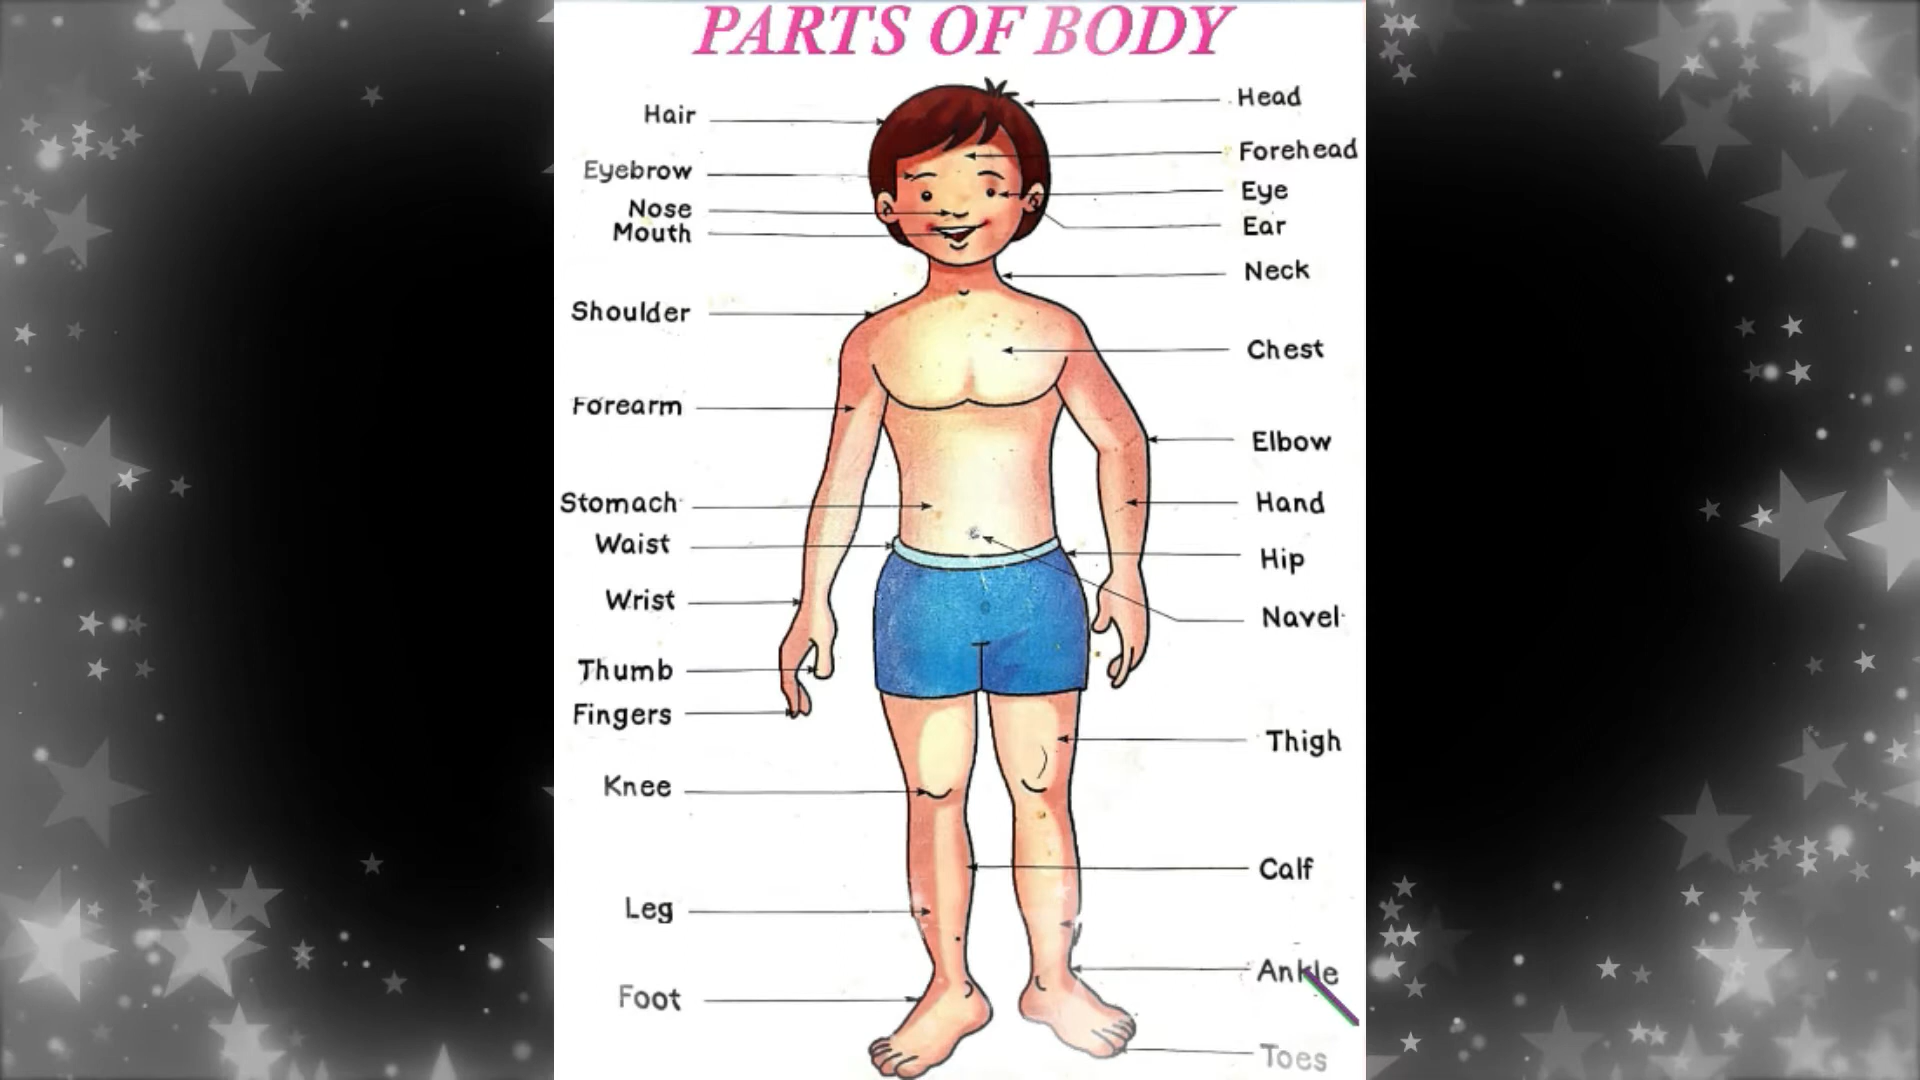 PARTS OF BODY
Hair
Eyebrow
Nose
Mouth
Shoulder
Forearm
Stomach
Waist
Wrist
Thumb
Fingers
Knee
Leg
Foot
Head
Forehead
Eye
Ear
Neck
Chest
Elbow
Hand
Hip
Navel
Thigh
Calf
Ankle
Toes